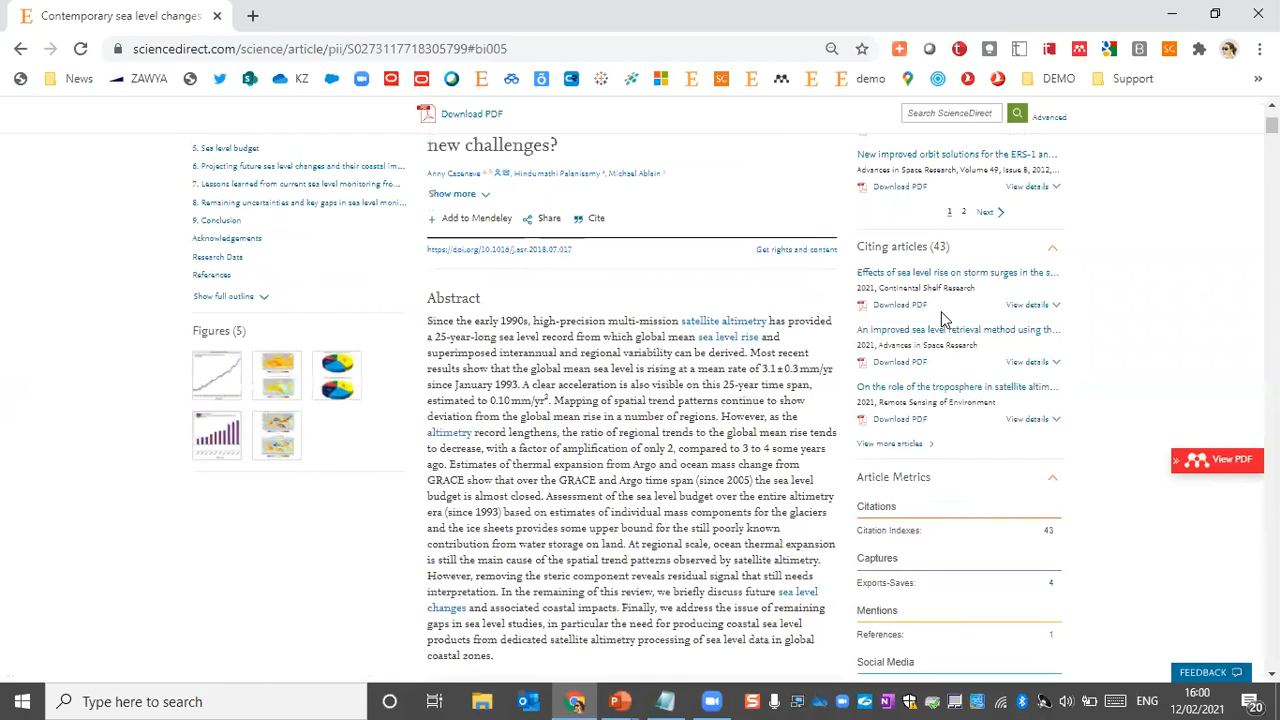 Contemporary sea level changes
sciencedirect.com/science/article/pii/S0273117718305799#bi005
News
ZAWYA
KZ
demo
DEMO
Support
Download PDF
Search ScienceDirect
Advanced
5. Sea level budget
6. Projecting future sea level changes and their coastal im...
7. Lessons learned from current sea level monitoring fro...
8. Remaining uncertainties and key gaps in sea level moni...
9. Conclusion
Acknowledgements
Research Data
References
Show full outline
Figures (5)
new challenges?
Anny Cazenave, Hindumathi Palanisamy, Michael Ablain
Show more
Add to Mendeley Share Cite
https://doi.org/10.1016/j.asr.2018.07.017 Get rights and content
Abstract
Since the early 1990s, high-precision multi-mission satellite altimetry has provided
a 25-year-long sea level record from which global mean sea level rise and
superimposed interannual and regional variability can be derived. Most recent
results show that the global mean sea level is rising at a mean rate of 3.1 ± 0.3 mm/yr
since January 1993. A clear acceleration is also visible on this 25-year time span,
estimated to 0.10 mm/yr². Mapping of spatial trend patterns continue to show
deviation from the global mean rise in a number of regions. However, as the
altimetry record lengthens, the ratio of regional trends to the global mean rise tends
to decrease, with a factor of amplification of only 2, compared to 3 to 4 some years
ago. Estimates of thermal expansion from Argo and ocean mass change from
GRACE show that over the GRACE and Argo time span (since 2005) the sea level
budget is almost closed. Assessment of the sea level budget over the entire altimetry
era (since 1993) based on estimates of individual mass components for the glaciers
and the ice sheets provides some upper bound for the still poorly known
contribution from water storage on land. At regional scale, ocean thermal expansion
is still the main cause of the spatial trend patterns observed by satellite altimetry.
However, removing the steric component reveals residual signal that still needs
interpretation. In the remaining of this review, we briefly discuss future sea level
changes and associated coastal impacts. Finally, we address the issue of remaining
gaps in sea level studies, in particular the need for producing coastal sea level
products from dedicated satellite altimetry processing of sea level data in global
coastal zones.
New improved orbit solutions for the ERS-1 an...
Advances in Space Research, Volume 49, Issue 8, 2012,...
Download PDF View details
1 2 Next
Citing articles (43)
Effects of sea level rise on storm surges in the s...
2021, Continental Shelf Research
Download PDF View details
An improved sea level retrieval method using th...
2021, Advances in Space Research
Download PDF View details
On the role of the troposphere in satellite altim...
2021, Remote Sensing of Environment
Download PDF View details
View more articles
Article Metrics
Citations
Citation Indexes: 43
Captures
Exports-Saves: 4
Mentions
References: 1
Social Media
View PDF
FEEDBACK
Type here to search
ENG
16:00
12/02/2021
20